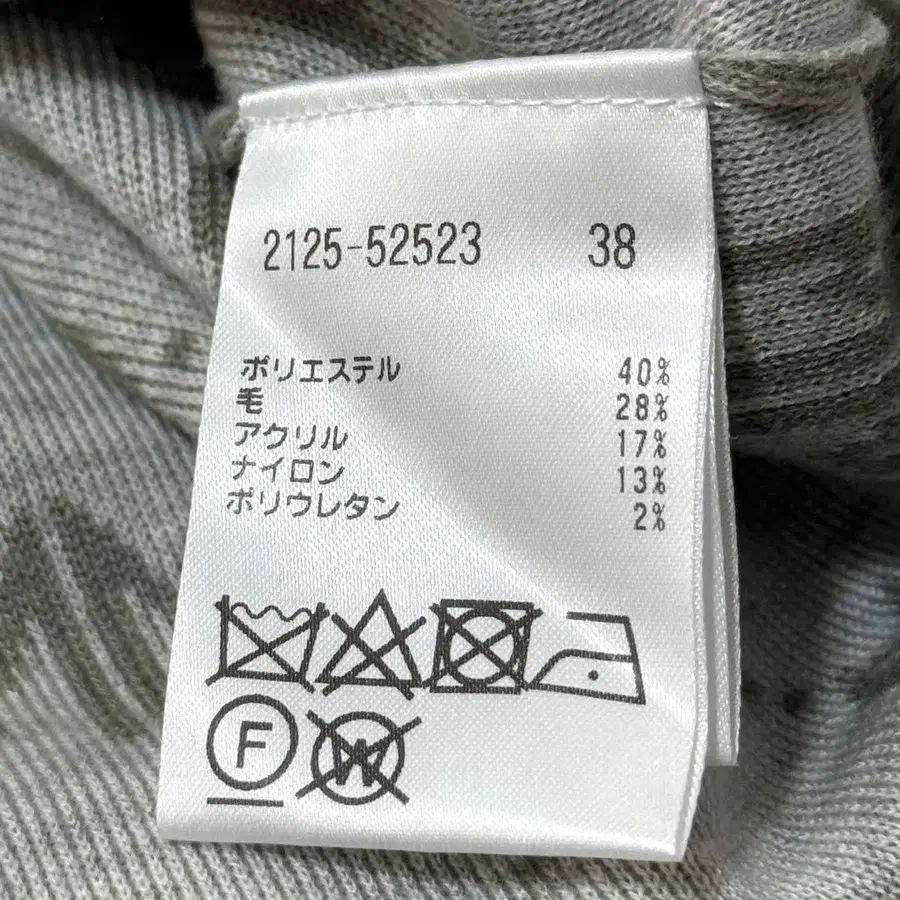 2125-52523 38
ポリエステル 40%
毛 28%
アクリル 17%
ナイロン 13%
ポリウレタン 2%
F W